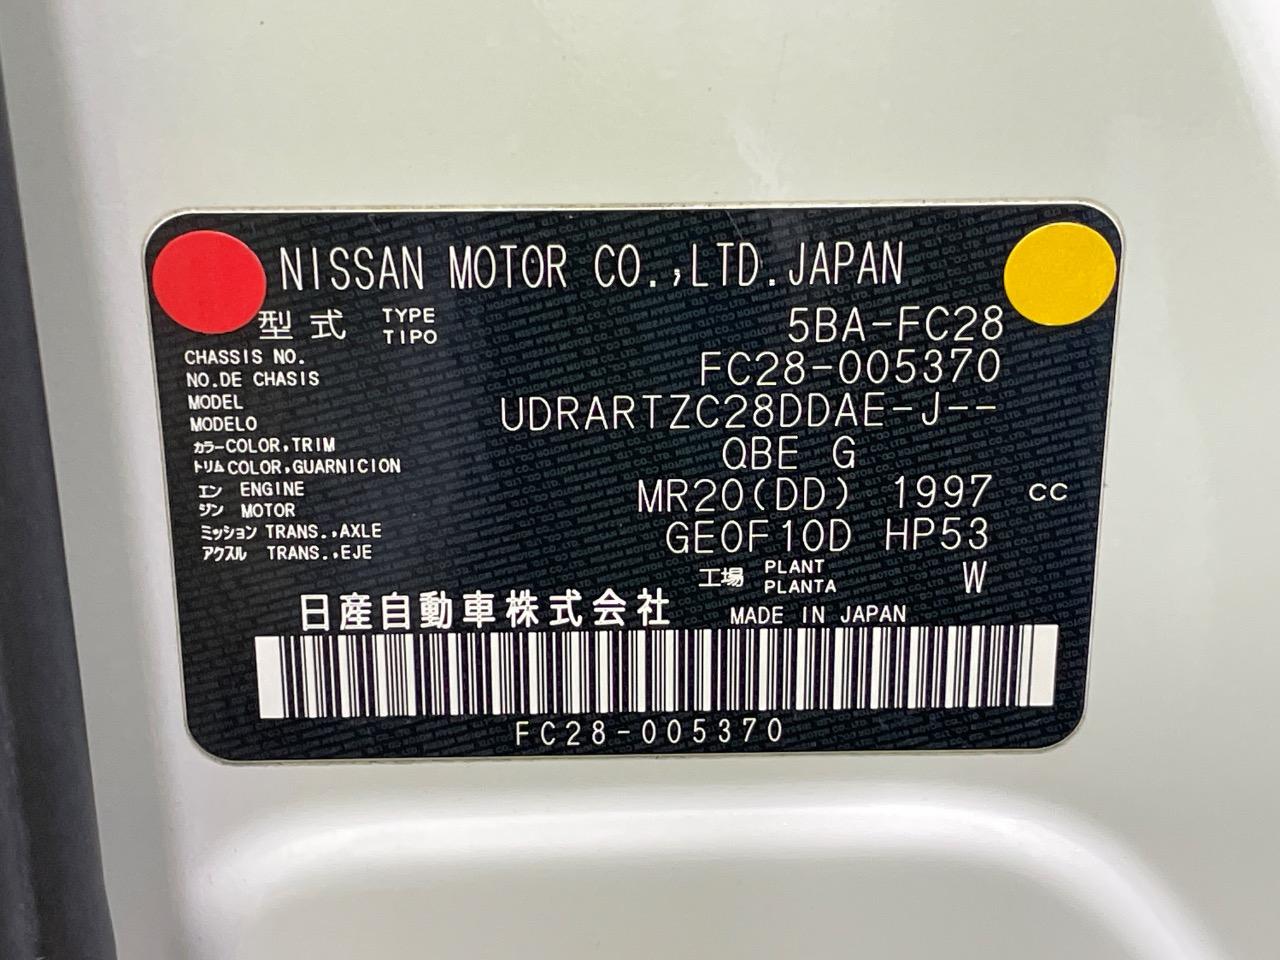 NISSAN MOTOR CO.,LTD.JAPAN
型式 TYPE TIPO 5BA-FC28
CHASSIS NO. NO.DE CHASIS FC28-005370
MODEL MODELO UDRARTZC28DDAE-J--
カラー COLOR,TRIM トリム COLOR,GUARNICION QBE G
エンジン ENGINE MOTOR MR20(DD) 1997 cc
ミッション TRANS.,AXLE アクスル TRANS.,EJE GE0F10D HP53
工場 PLANT PLANTA W
日産自動車株式会社 MADE IN JAPAN
FC28-005370